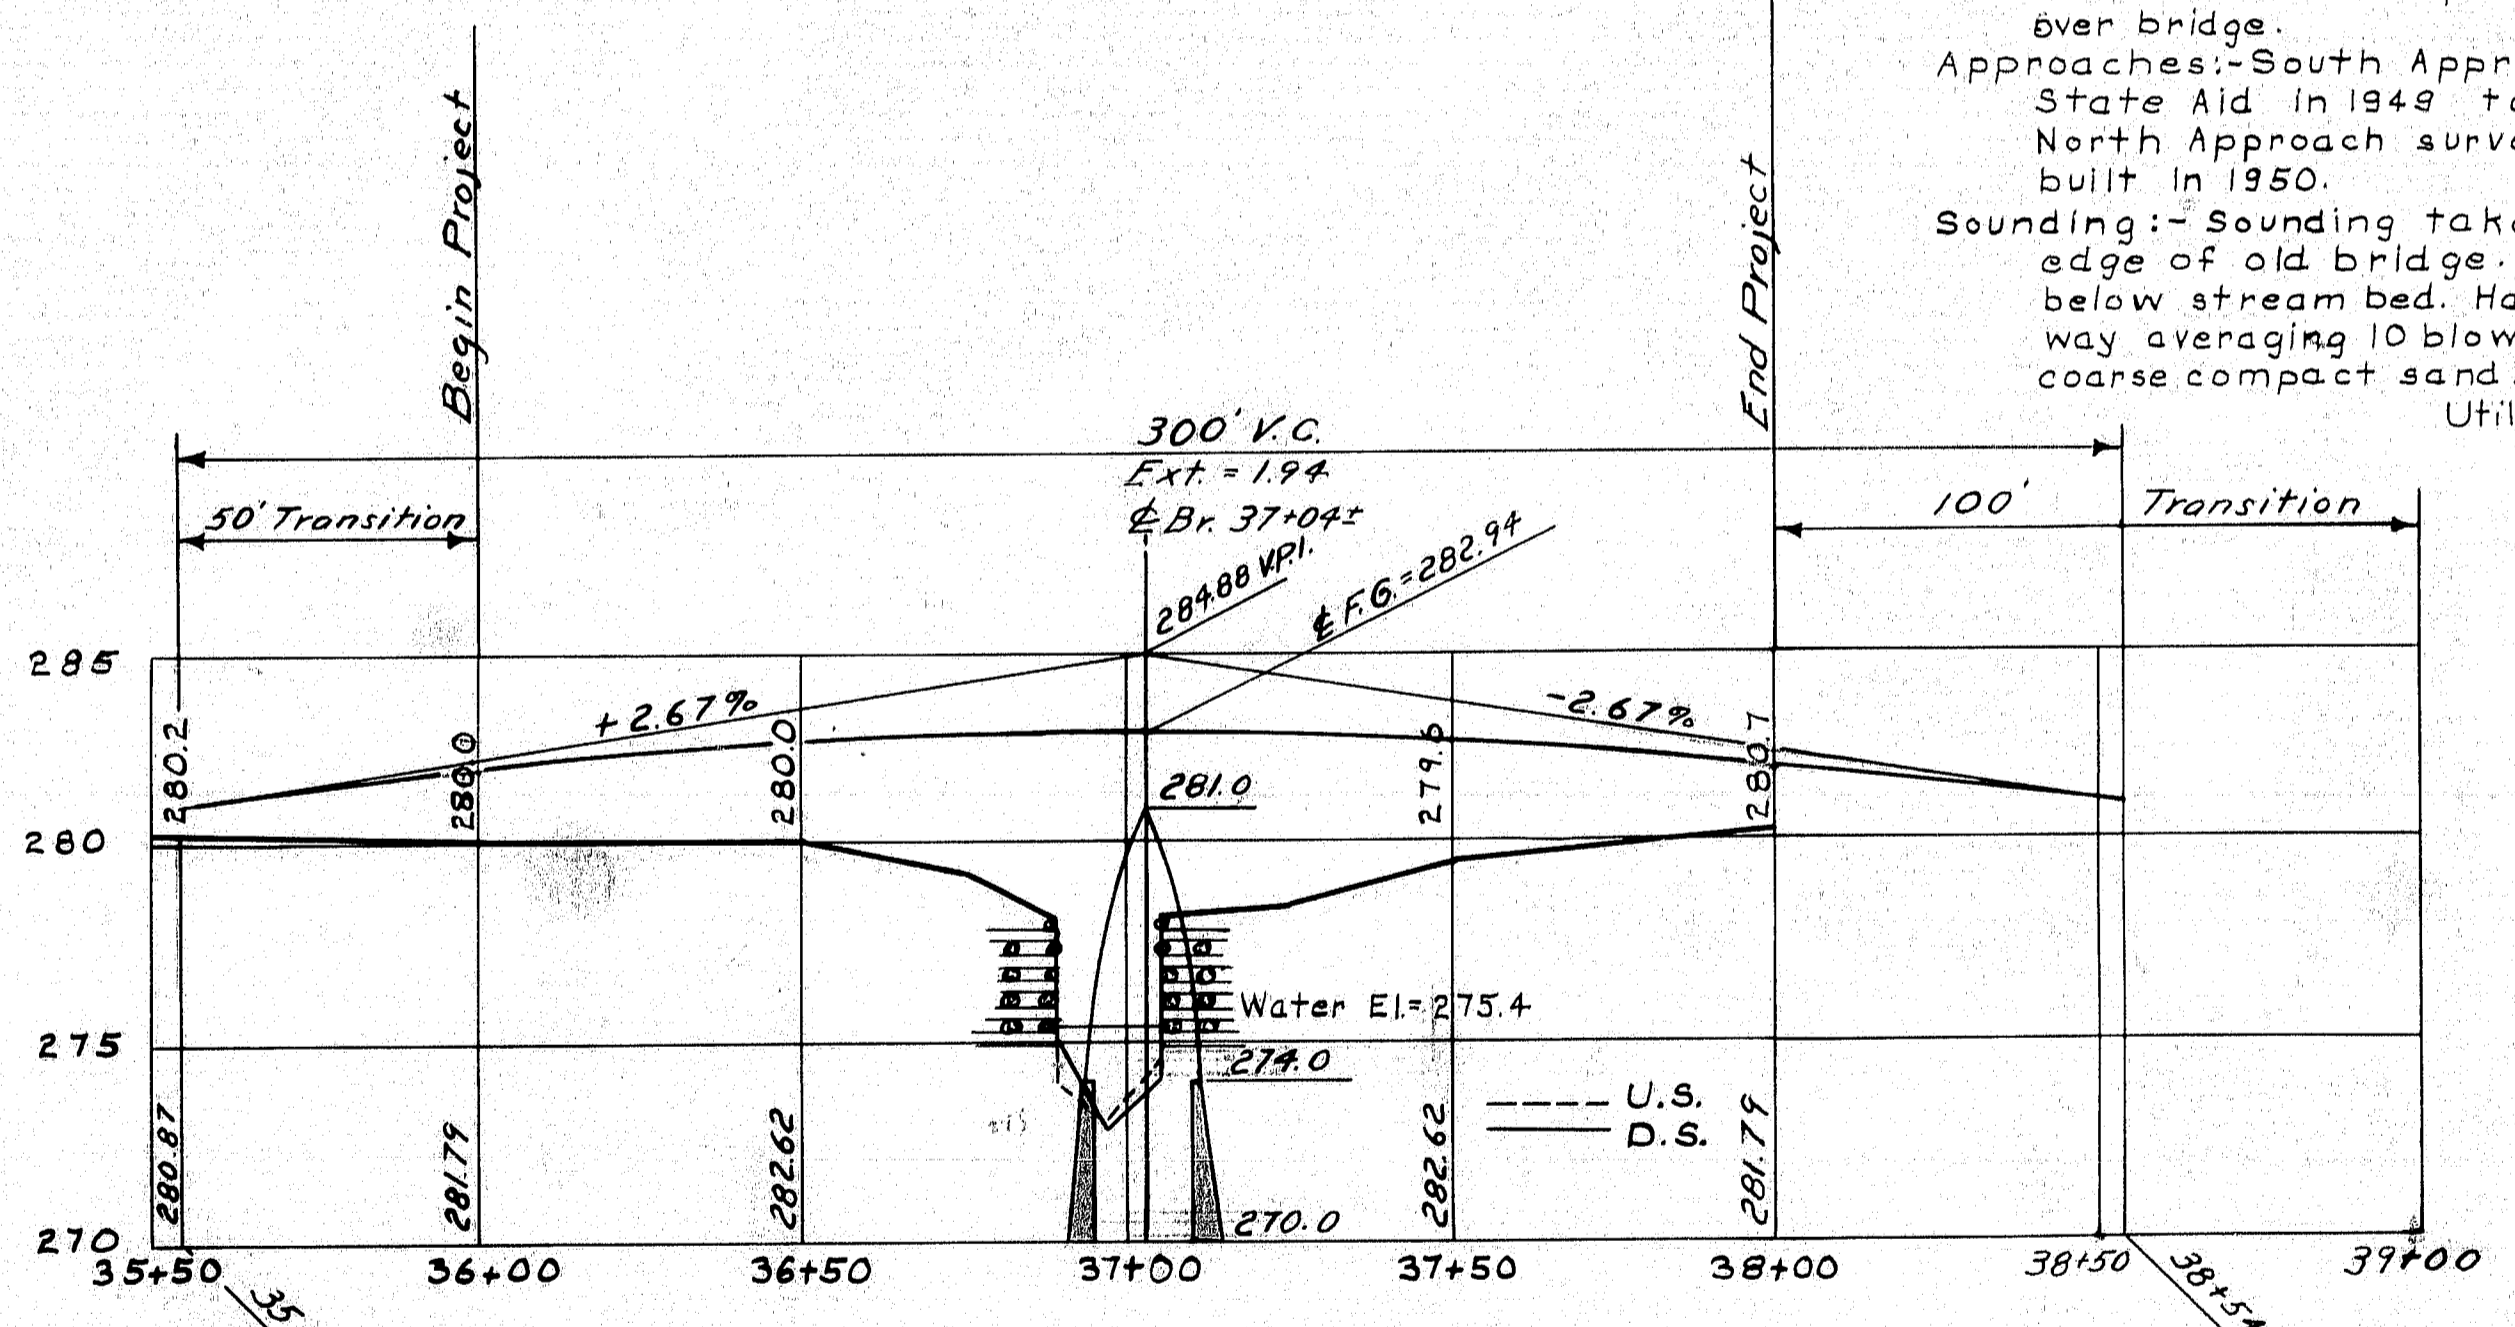 over bridge.
Approaches:-South Appr
State Aid in 1949
North Approach surv
built in 1950.
Sounding:- Sounding tak
edge of old bridge.
below stream bed. Ha
way averaging 10 blow
coarse compact sand.
Util
Begin Project
End Project
300' V.C.
Ext. = 1.94
℄ Br. 37+04±
50' Transition
100' Transition
284.88 V.P.I.
℄ F.G. = 282.94
285
+2.67%
-2.67%
280.2
280.0
280.0
279.6
280.7
281.0
280
Water El.= 275.4
275
274.0
U.S.
D.S.
280.87
281.79
282.62
282.62
281.79
270
270.0
35+50
36+00
36+50
37+00
37+50
38+00
38+50
39+00
35
38+54